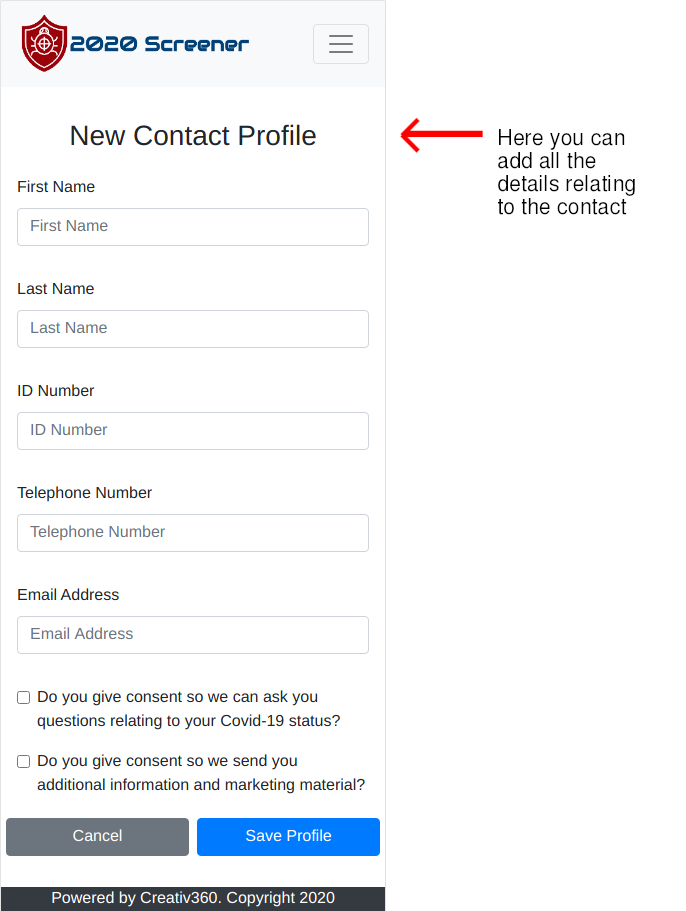 2020 Screener
New Contact Profile
Here you can
add all the
details relating
to the contact
First Name
First Name
Last Name
Last Name
ID Number
ID Number
Telephone Number
Telephone Number
Email Address
Email Address
Do you give consent so we can ask you
questions relating to your Covid-19 status?
Do you give consent so we send you
additional information and marketing material?
Cancel
Save Profile
Powered by Creativ360. Copyright 2020